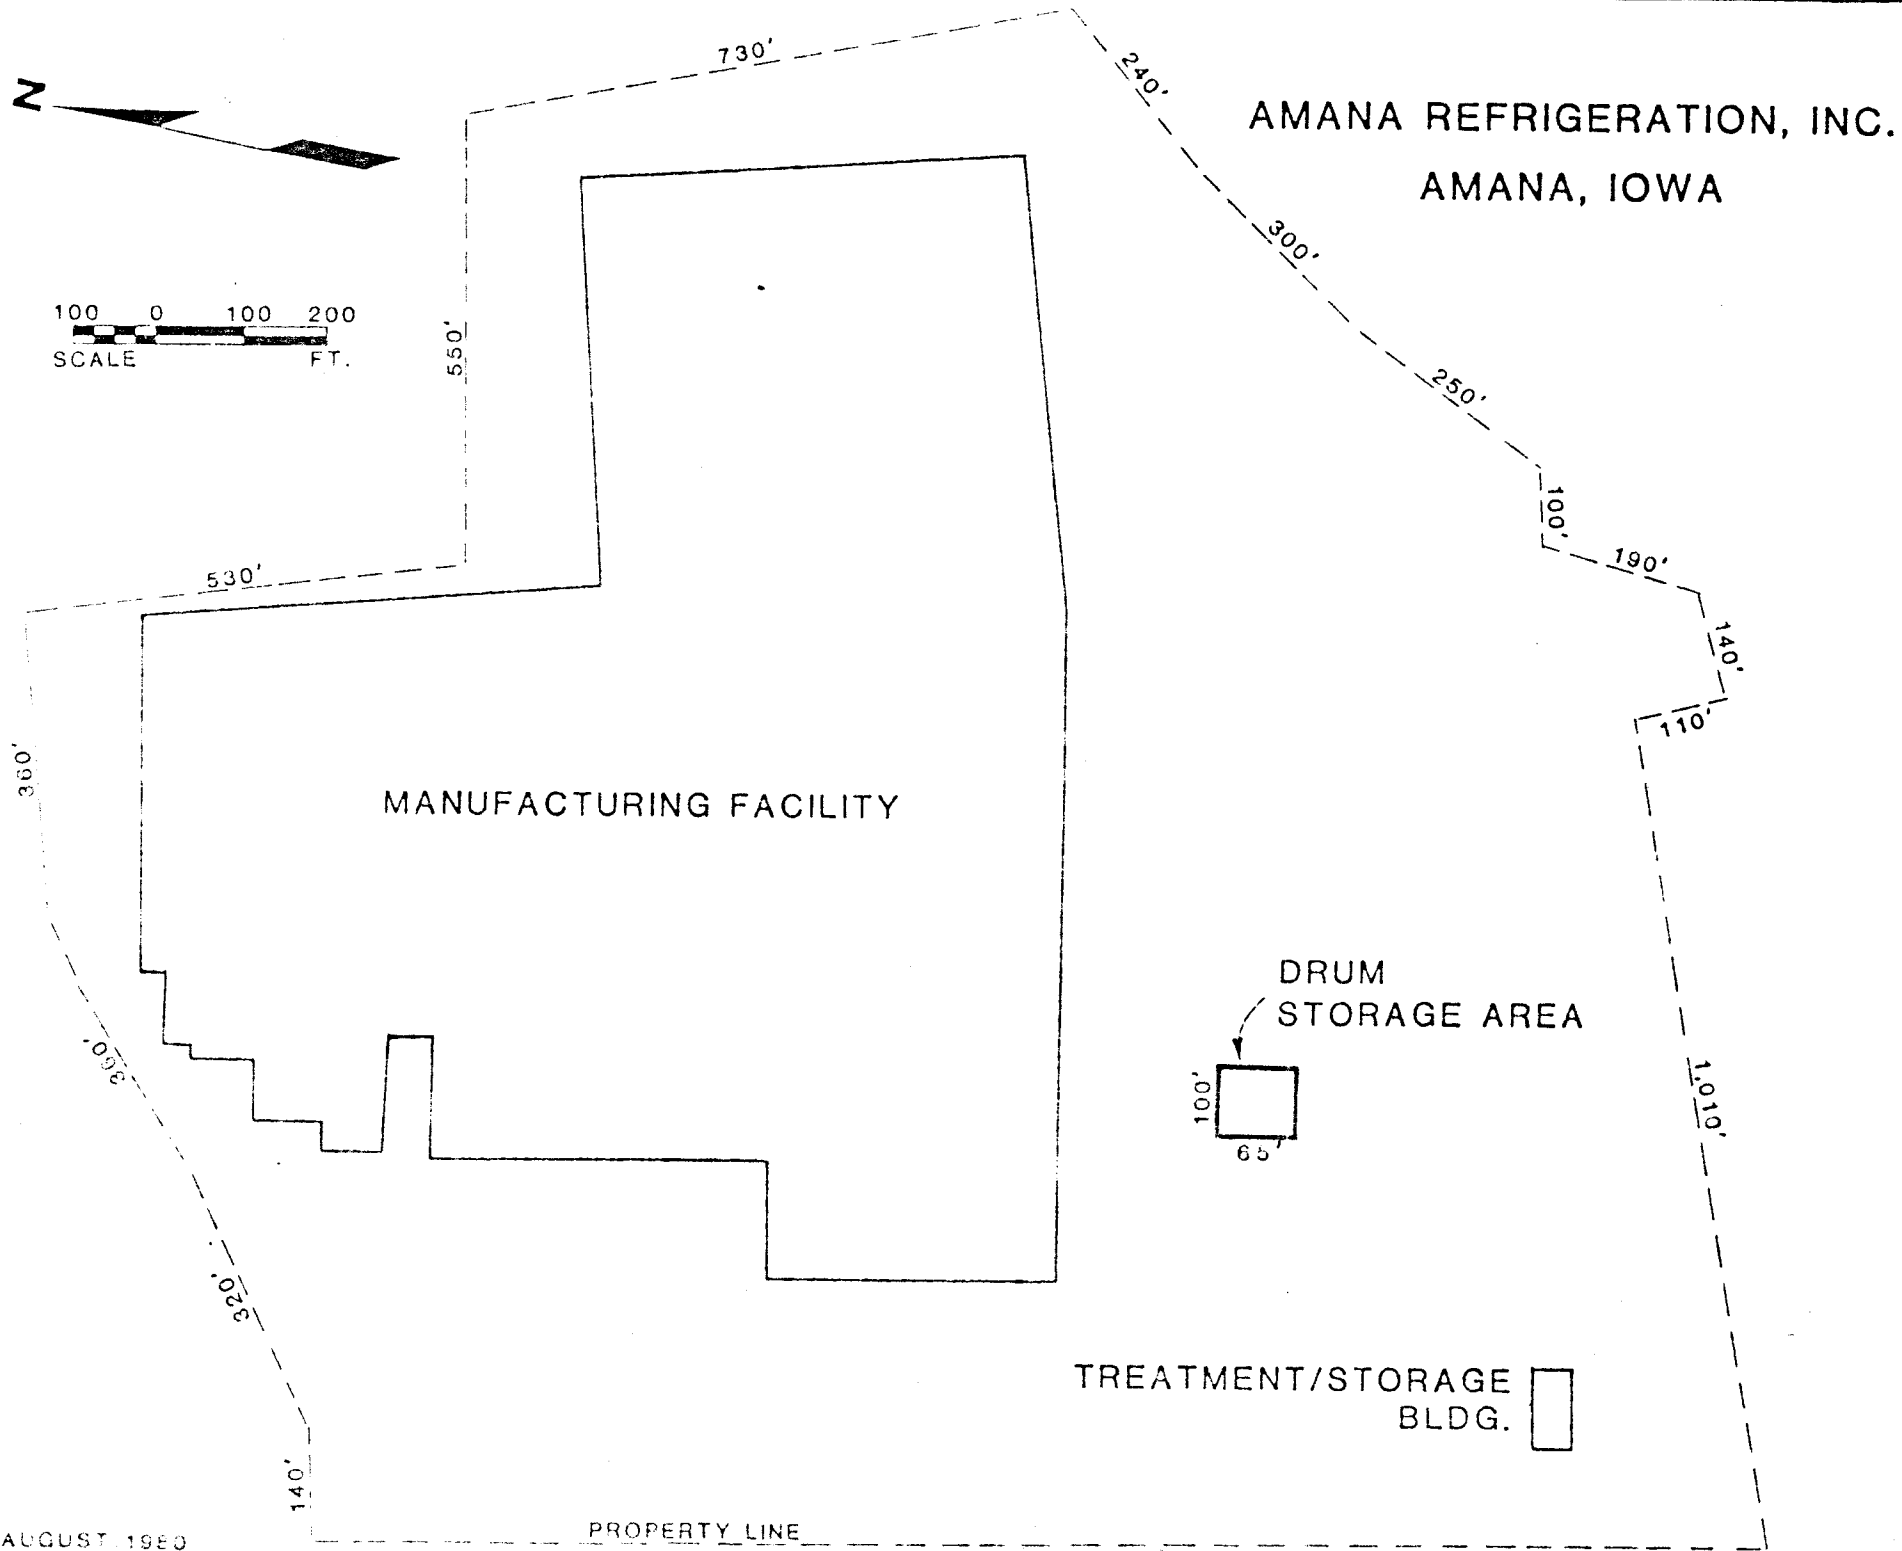 730'
240'
N
AMANA REFRIGERATION, INC.
AMANA, IOWA
300'
100 0 100 200
SCALE FT.
550'
250'
100'
190'
530'
140'
110'
360'
MANUFACTURING FACILITY
DRUM
STORAGE AREA
360'
100'
65'
1,010'
320'
TREATMENT/STORAGE
BLDG.
140'
PROPERTY LINE
AUGUST 1980